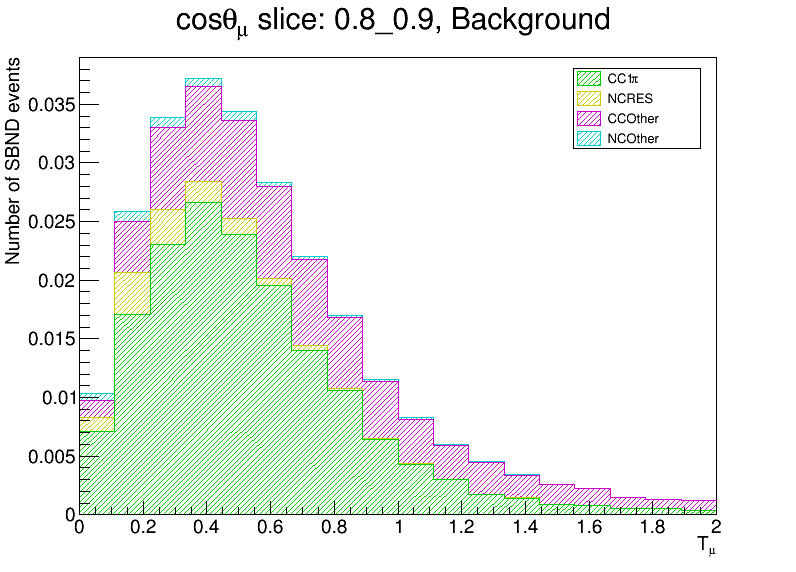 cosθμ slice: 0.8_0.9, Background
Number of SBND events
0.035
0.03
0.025
0.02
0.015
0.01
0.005
0
CC1π
NCRES
CCOther
NCOther
0 0.2 0.4 0.6 0.8 1 1.2 1.4 1.6 1.8 2
Tμ